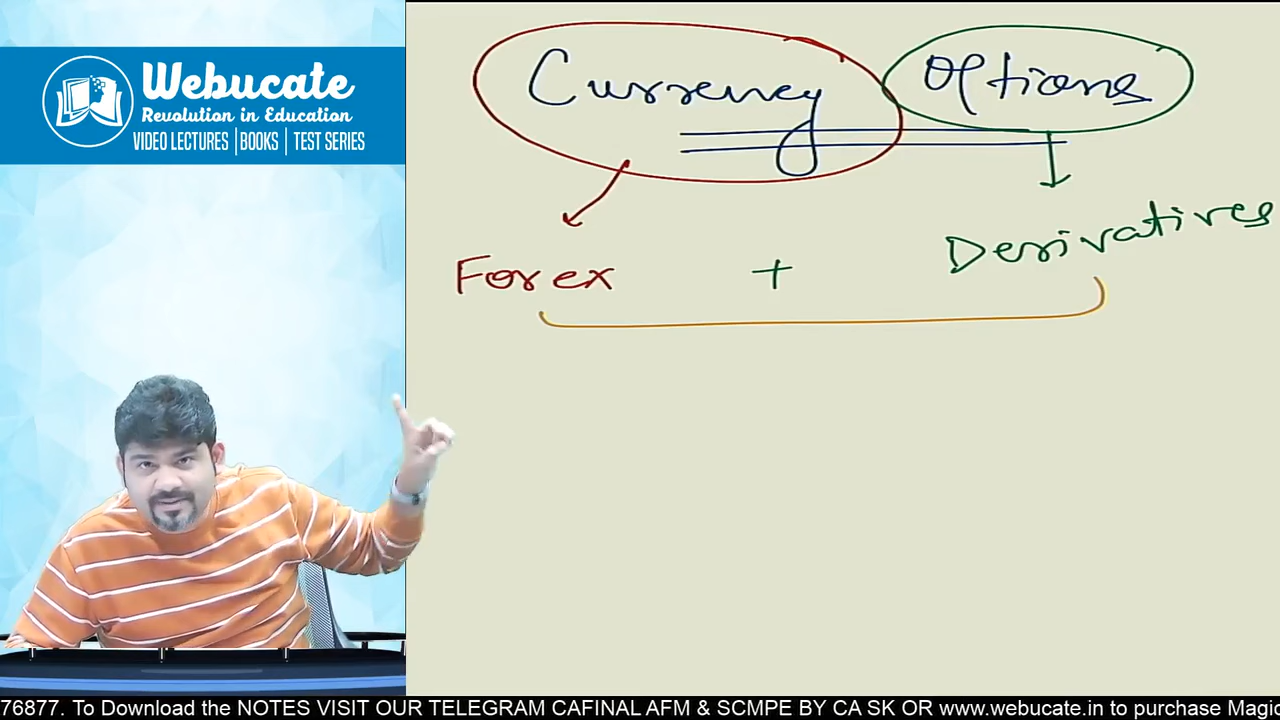 Webucate
Revolution in Education
VIDEO LECTURES | BOOKS | TEST SERIES
Currency Options
Forex + Derivatives
76877. To Download the NOTES VISIT OUR TELEGRAM CAFINAL AFM & SCMPE BY CA SK OR www.webucate.in to purchase Magic